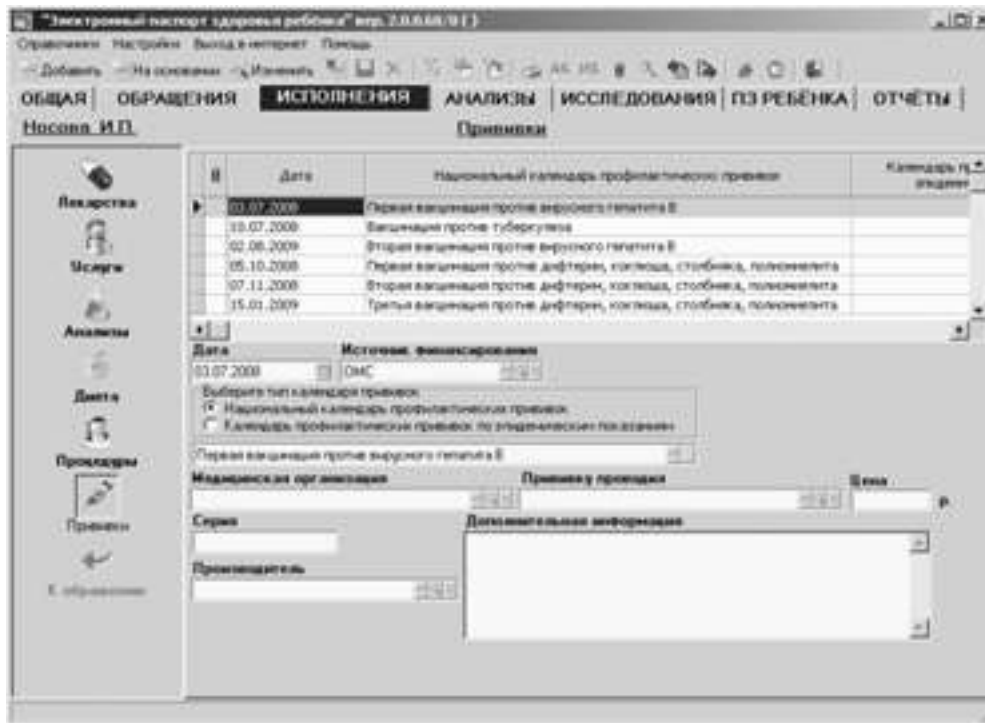 "Электронный паспорт здоровья ребёнка" вер. 2.0.0.68/9 ( )
Справочники Настройки Выход в интернет Помощь
Добавить На основании Изменить
ОБЩАЯ ОБРАЩЕНИЯ ИСПОЛНЕНИЯ АНАЛИЗЫ ИССЛЕДОВАНИЯ ПЗ РЕБЁНКА ОТЧЁТЫ
Носова И.П. Прививки
Лекарства
Услуги
Анализы
Диета
Процедуры
Прививки
К обращению
Дата Национальный календарь профилактических прививок Календарь
03.07.2008 Первая вакцинация против вирусного гепатита В
10.07.2008 Вакцинация против туберкулеза
02.08.2009 Вторая вакцинация против вирусного гепатита В
05.10.2008 Первая вакцинация против дифтерии, коклюша, столбняка, полиомиелита
07.11.2008 Вторая вакцинация против дифтерии, коклюша, столбняка, полиомиелита
15.01.2009 Третья вакцинация против дифтерии, коклюша, столбняка, полиомиелита
Дата Источник финансирования
03.07.2008 ОМС
Выберите тип календаря прививок
Национальный календарь профилактических прививок
Календарь профилактических прививок по эпидемическим показаниям
Первая вакцинация против вирусного гепатита В
Медицинская организация Прививку проводил Цена
р.
Серия Дополнительная информация
Производитель